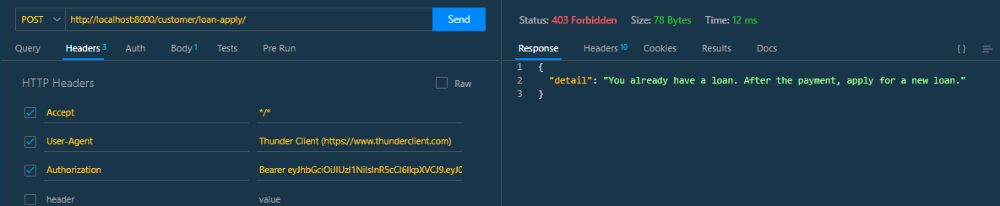 POST http://localhost:8000/customer/loan-apply/ Send
Query Headers 3 Auth Body 1 Tests Pre Run
HTTP Headers Raw
Accept */*
User-Agent Thunder Client (https://www.thunderclient.com)
Authorization Bearer eyJhbGciOiJIUzI1NiIsInR5cCI6IkpXVCJ9.eyJ0
header value
Status: 403 Forbidden Size: 78 Bytes Time: 12 ms
Response Headers 10 Cookies Results Docs { }
1 {
2 "detail": "You already have a loan. After the payment, apply for a new loan."
3 }